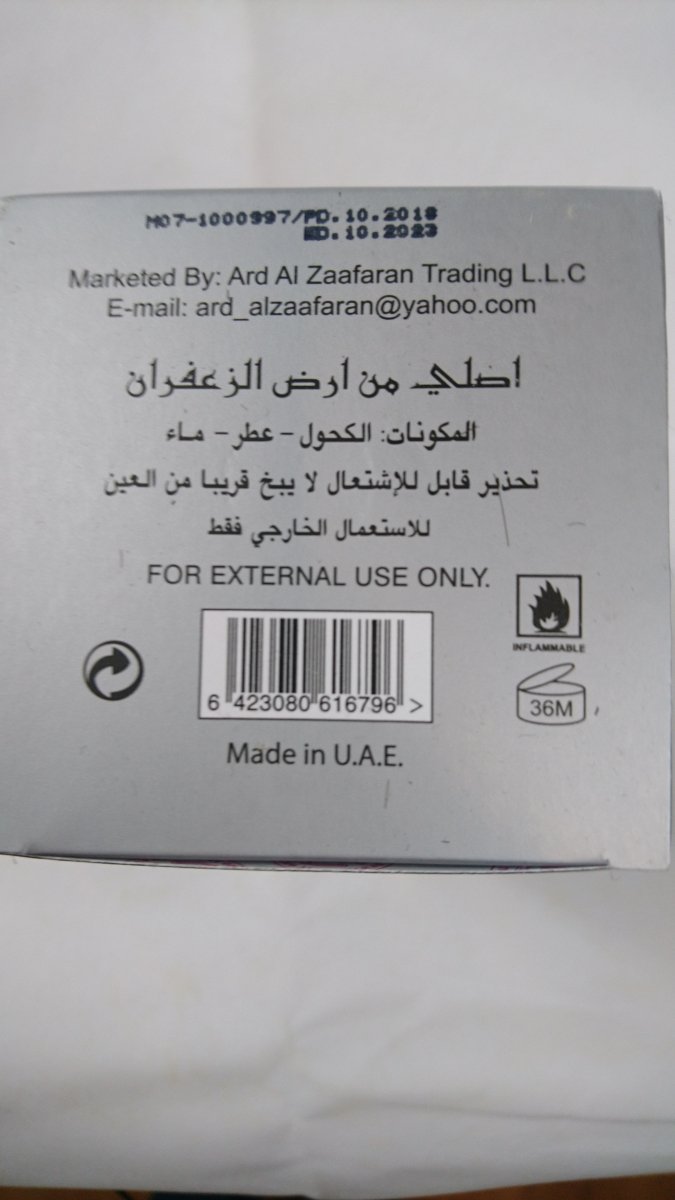 M07-1000997/PD.10.2018
ED.10.2023
Marketed By: Ard Al Zaafaran Trading L.L.C
E-mail: ard_alzaafaran@yahoo.com
اصلي من أرض الزعفران
المكونات: الكحول - عطر - ماء
تحذير قابل للإشتعال لا يبخ قريبا من العين
للاستعمال الخارجي فقط
FOR EXTERNAL USE ONLY.
INFLAMMABLE
36M
6 423080 616796 >
Made in U.A.E.